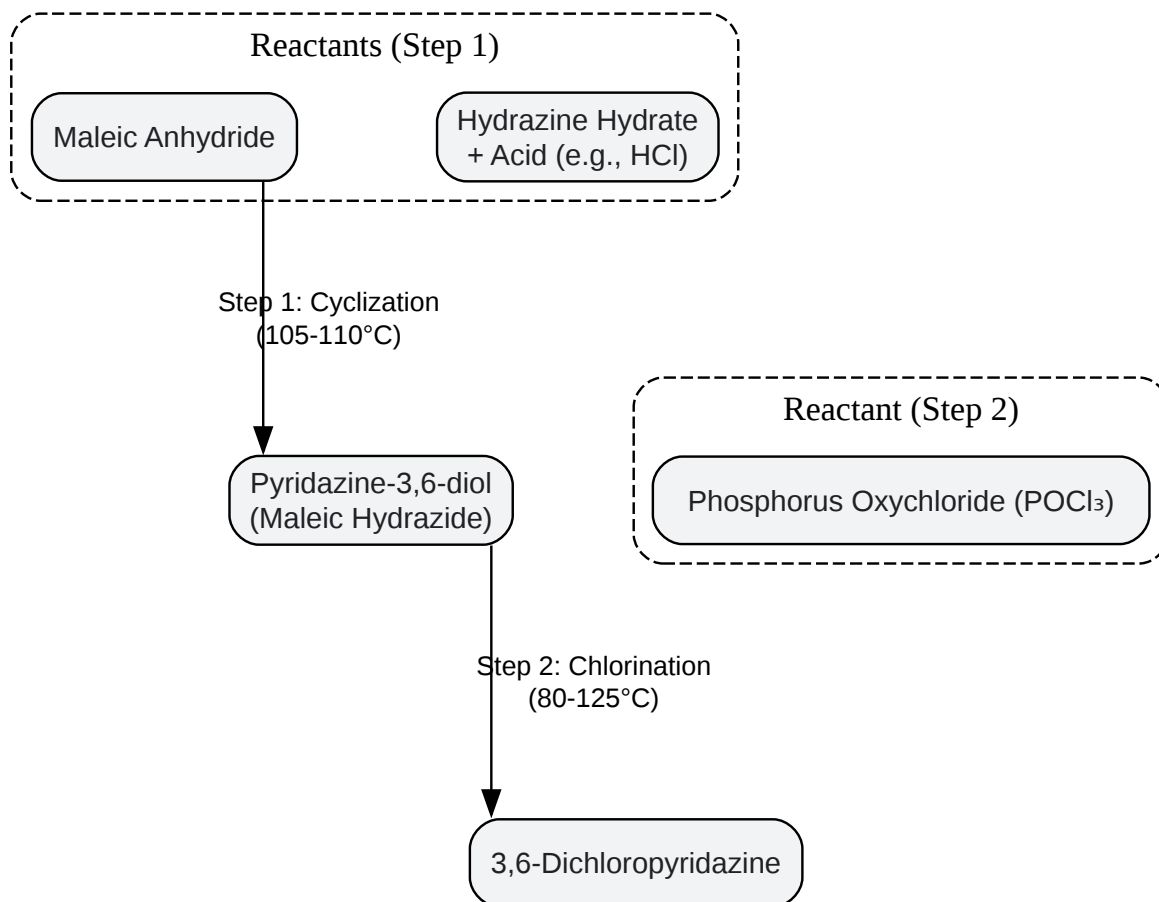 Reactants (Step 1)
Maleic Anhydride
Hydrazine Hydrate
+ Acid (e.g., HCl)
Step 1: Cyclization
(105-110°C)
Reactant (Step 2)
Pyridazine-3,6-diol
(Maleic Hydrazide)
Phosphorus Oxychloride (POCl₃)
Step 2: Chlorination
(80-125°C)
3,6-Dichloropyridazine